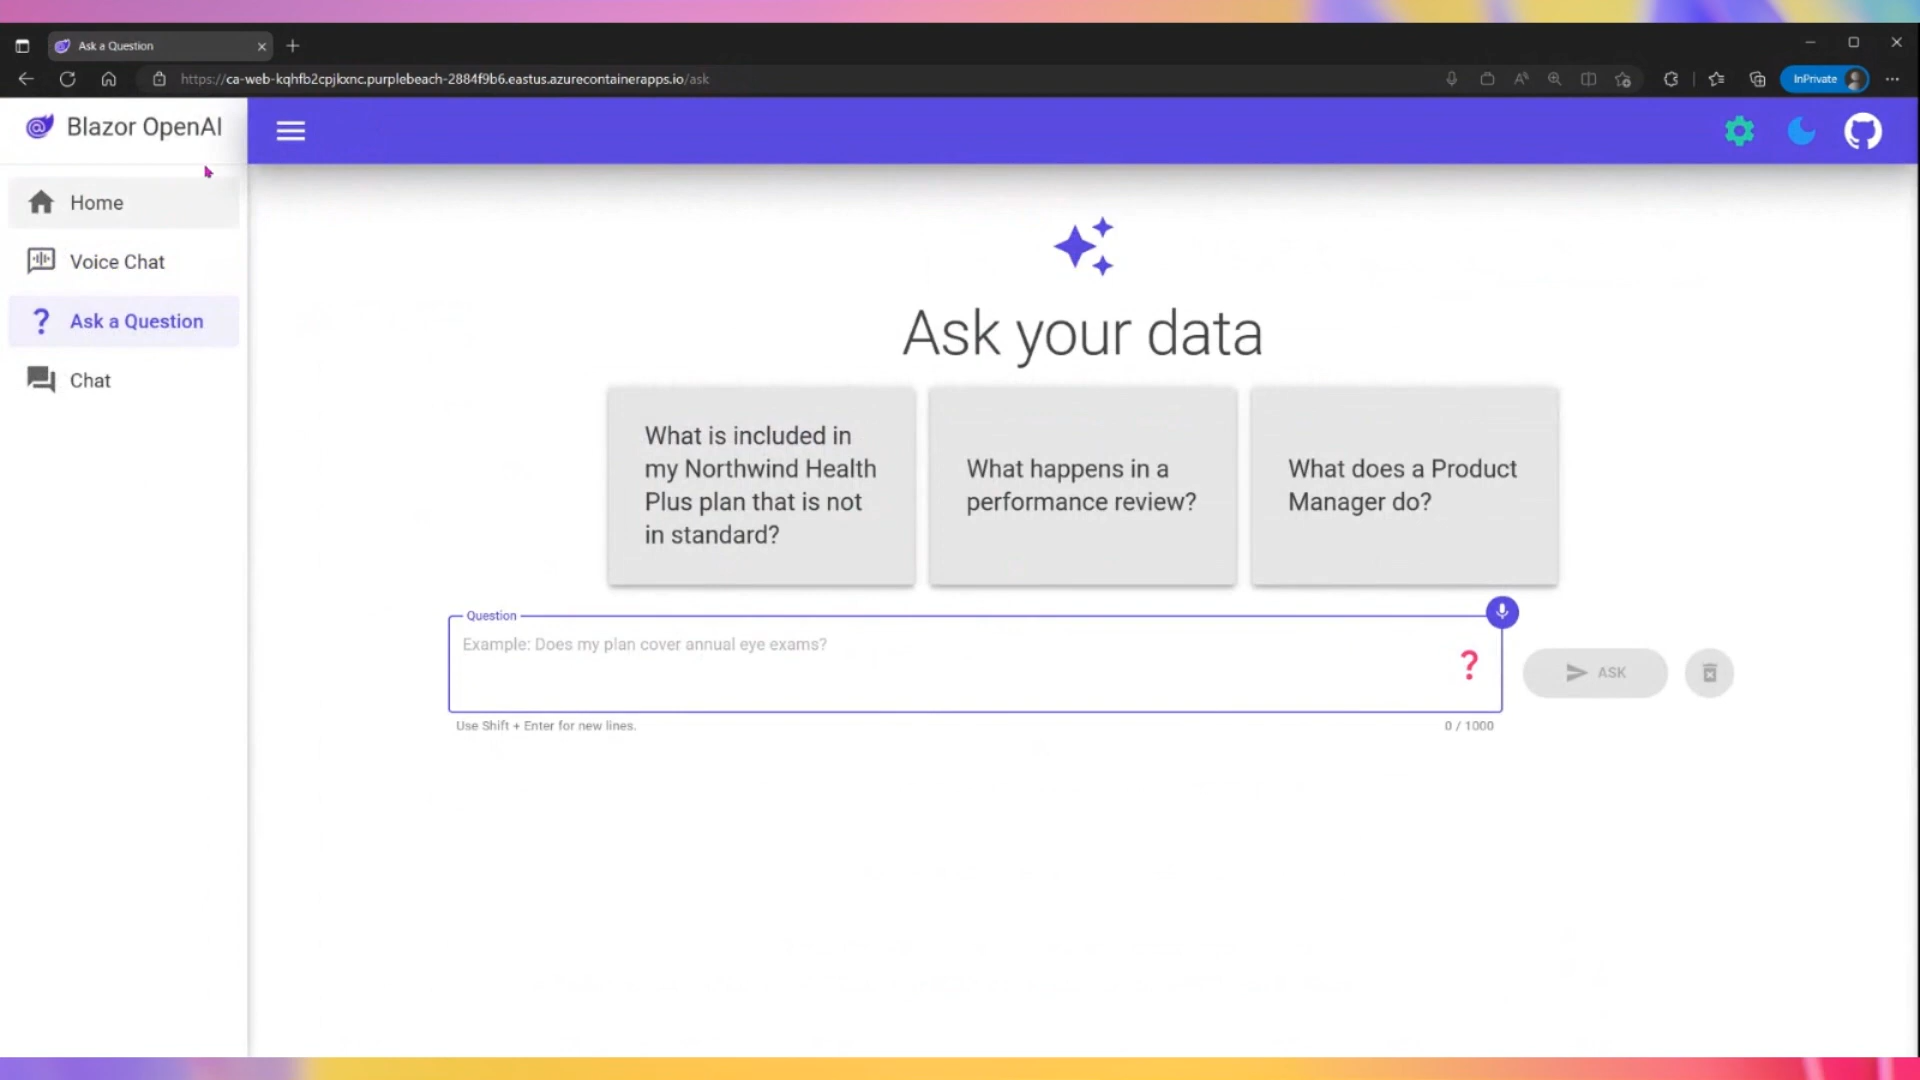 Ask a Question
https://ca-web-kqhfb2cpjkxnc.purplebeach-2884f9b6.eastus.azurecontainerapps.io/ask
InPrivate
Blazor OpenAI
Home
Voice Chat
Ask a Question
Chat
Ask your data
What is included in
my Northwind Health
Plus plan that is not
in standard?
What happens in a
performance review?
What does a Product
Manager do?
Question
Example: Does my plan cover annual eye exams?
ASK
Use Shift + Enter for new lines.
0 / 1000